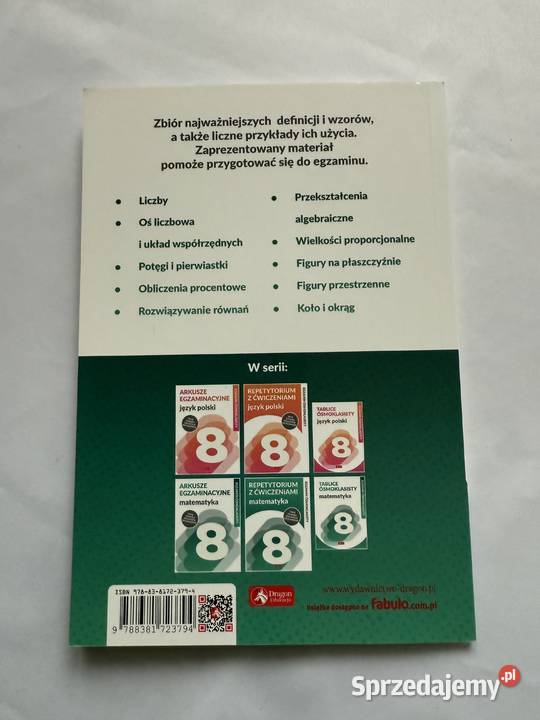 Zbiór najważniejszych definicji i wzorów,
a także liczne przykłady ich użycia.
Zaprezentowany materiał
pomoże przygotować się do egzaminu.
• Liczby
• Oś liczbowa
i układ współrzędnych
• Potęgi i pierwiastki
• Obliczenia procentowe
• Rozwiązywanie równań
• Przekształcenia
algebraiczne
• Wielkości proporcjonalne
• Figury na płaszczyźnie
• Figury przestrzenne
• Koło i okrąg
W serii:
ARKUSZE
EGZAMINACYJNE
język polski
8
REPETYTORIUM
Z ĆWICZENIAMI
język polski
8
TABLICE
ÓSMOKLASISTY
język polski
8
ARKUSZE
EGZAMINACYJNE
matematyka
8
REPETYTORIUM
Z ĆWICZENIAMI
matematyka
8
TABLICE
ÓSMOKLASISTY
matematyka
8
ISBN 978-83-8172-379-4
9 788381 723794
Dragon
Edukacja
www.wydawnictwo-dragon.pl
książka dostępna na fabulo.com.pl
Sprzedajemy.pl